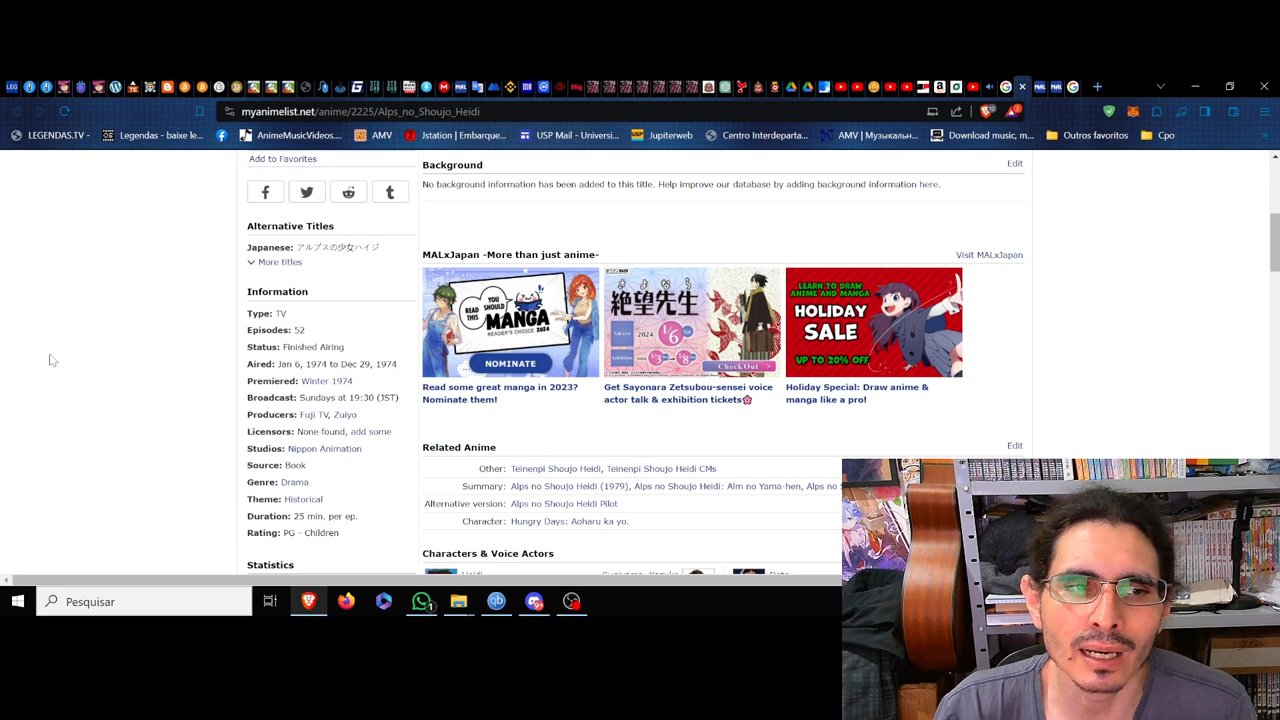 myanimelist.net/anime/2225/Alps_no_Shoujo_Heidi
LEGENDAS.TV - Legendas - baixe le... AnimeMusicVideos.... AMV Jstation | Embarque... USP Mail - Universi... Jupiterweb Centro Interdeparta... AMV | Музыкальн... Download music, m... Outros favoritos Cpo
Add to Favorites
Alternative Titles
Japanese: アルプスの少女ハイジ
More titles
Information
Type: TV
Episodes: 52
Status: Finished Airing
Aired: Jan 6, 1974 to Dec 29, 1974
Premiered: Winter 1974
Broadcast: Sundays at 19:30 (JST)
Producers: Fuji TV, Zuiyo
Licensors: None found, add some
Studios: Nippon Animation
Source: Book
Genre: Drama
Theme: Historical
Duration: 25 min. per ep.
Rating: PG - Children
Statistics
Background
Edit
No background information has been added to this title. Help improve our database by adding background information here.
MALxJapan -More than just anime-
Visit MALxJapan
READ THIS
YOU SHOULD
MANGA
READER'S CHOICE 2024
NOMINATE
Read some great manga in 2023?
Nominate them!
さよなら
絶望先生
2024
1/6
CheckOut >
Get Sayonara Zetsubou-sensei voice
actor talk & exhibition tickets🌸
LEARN TO DRAW
ANIME AND MANGA
HOLIDAY
SALE
UP TO 20% OFF
Holiday Special: Draw anime &
manga like a pro!
Related Anime
Edit
Other: Teinenpi Shoujo Heidi, Teinenpi Shoujo Heidi CMs
Summary: Alps no Shoujo Heidi (1979), Alps no Shoujo Heidi: Alm no Yama-hen, Alps no
Alternative version: Alps no Shoujo Heidi Pilot
Character: Hungry Days: Aoharu ka yo.
Characters & Voice Actors
Pesquisar